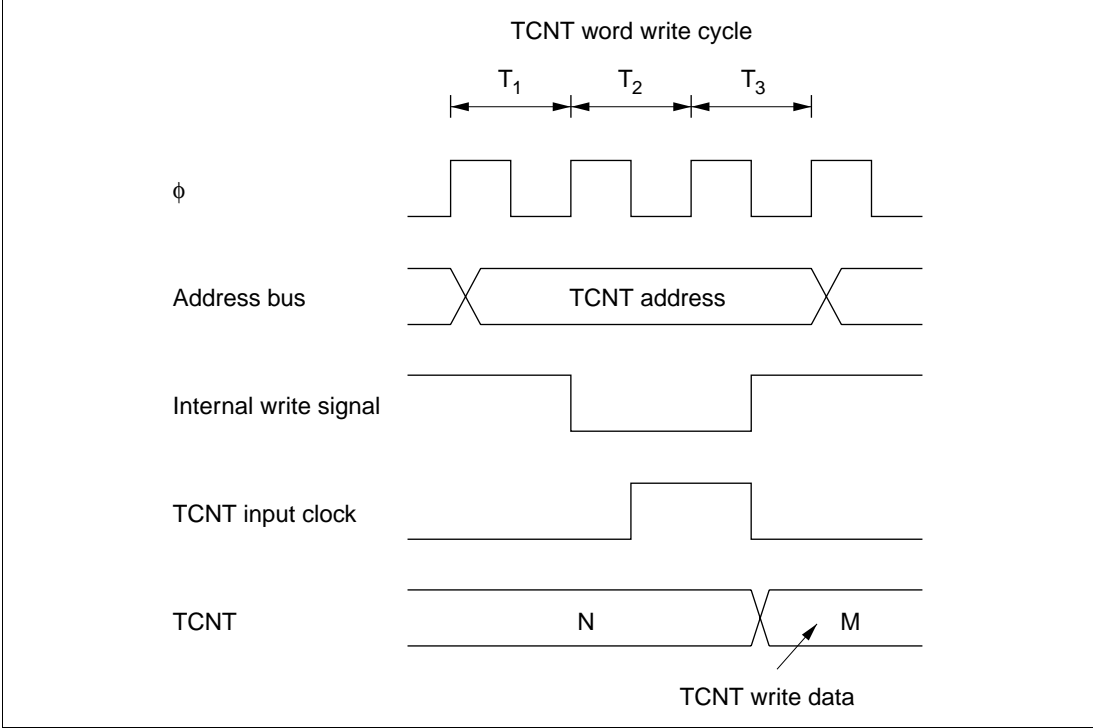 TCNT word write cycle
T₁ T₂ T₃
ϕ
Address bus TCNT address
Internal write signal
TCNT input clock
TCNT N M
TCNT write data